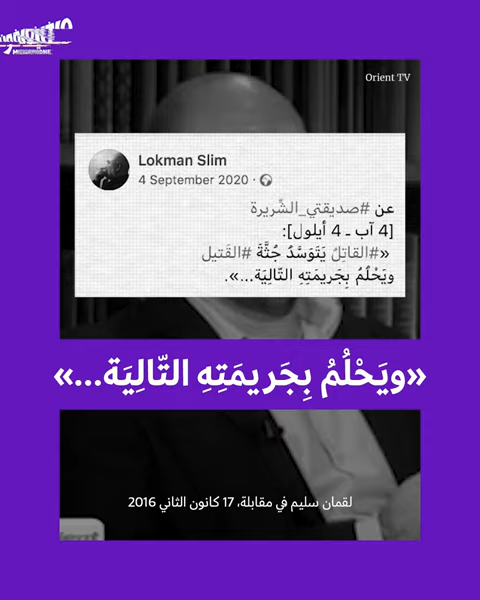 MEGAPHONE
Orient TV
Lokman Slim
4 September 2020 ·
عن #صديقتي_الشّريرة
[4 آب ـ 4 أيلول]:
«#القاتِلُ يَتَوَسَّدُ جُثَّةَ #القَتيل
ويَحْلُمُ بِجَريمَتِهِ التّالِيَة...».
«ويَحْلُمُ بِجَريمَتِهِ التّالِيَة...»
لقمان سليم في مقابلة، 17 كانون الثاني 2016